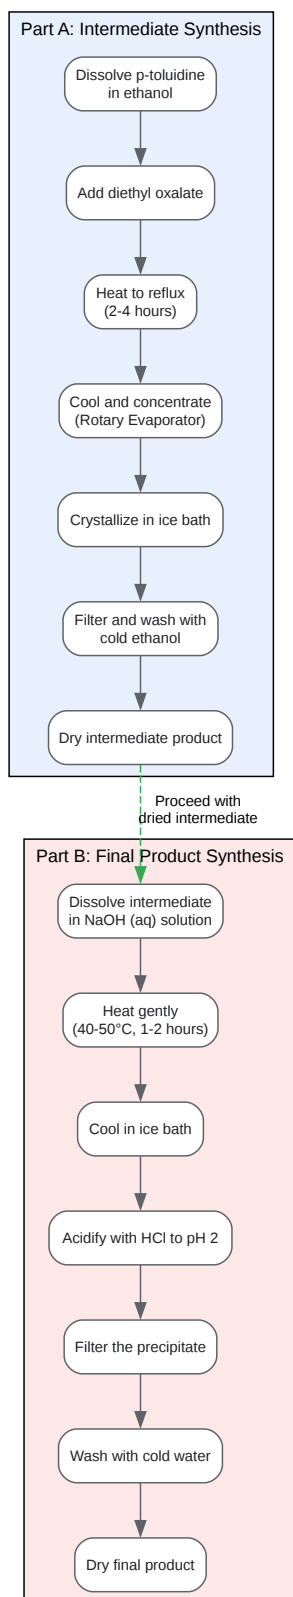 Part A: Intermediate Synthesis
Dissolve p-toluidine
in ethanol
Add diethyl oxalate
Heat to reflux
(2-4 hours)
Cool and concentrate
(Rotary Evaporator)
Crystallize in ice bath
Filter and wash with
cold ethanol
Dry intermediate product
Proceed with
dried intermediate
Part B: Final Product Synthesis
Dissolve intermediate
in NaOH (aq) solution
Heat gently
(40-50°C, 1-2 hours)
Cool in ice bath
Acidify with HCl to pH 2
Filter the precipitate
Wash with cold water
Dry final product